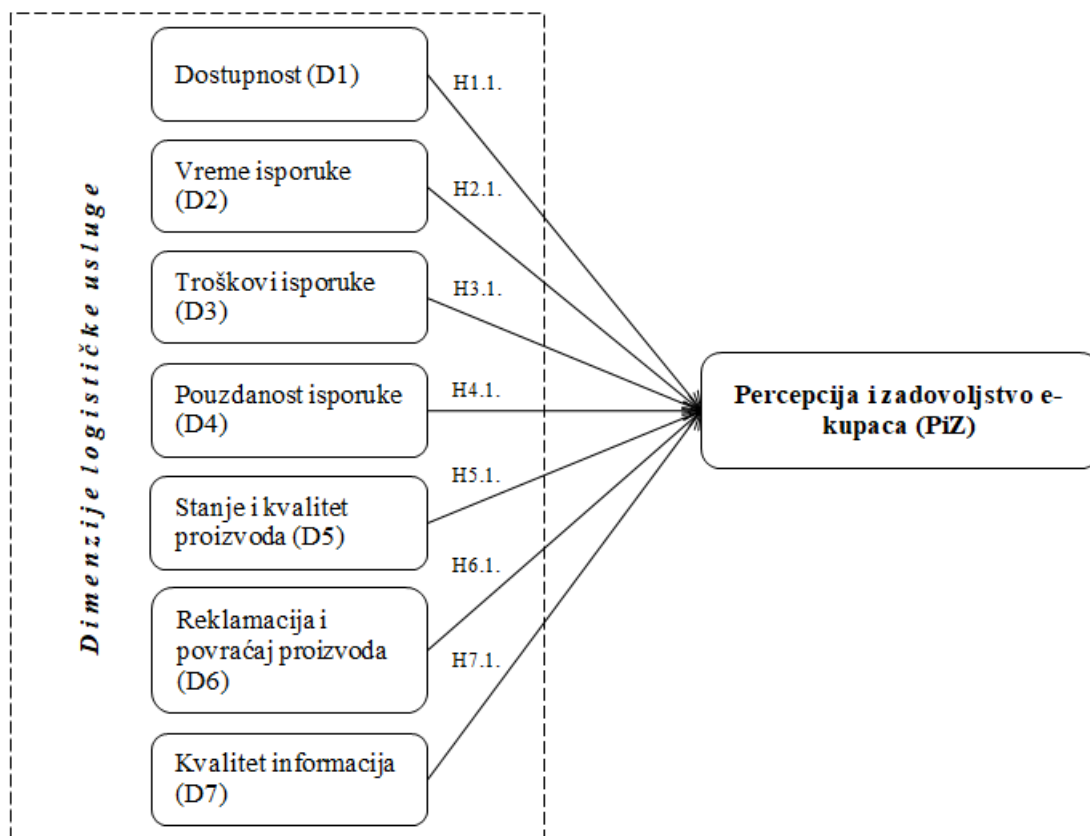 Dimenzije logističke usluge
Dostupnost (D1)
H1.1.
Vreme isporuke
(D2)
H2.1.
Troškovi isporuke
(D3)
H3.1.
Pouzdanost isporuke
(D4)
H4.1.
Stanje i kvalitet
proizvoda (D5)
H5.1.
Reklamacija i
povraćaj proizvoda
(D6)
H6.1.
Kvalitet informacija
(D7)
H7.1.
Percepcija i zadovoljstvo e-
kupaca (PiZ)